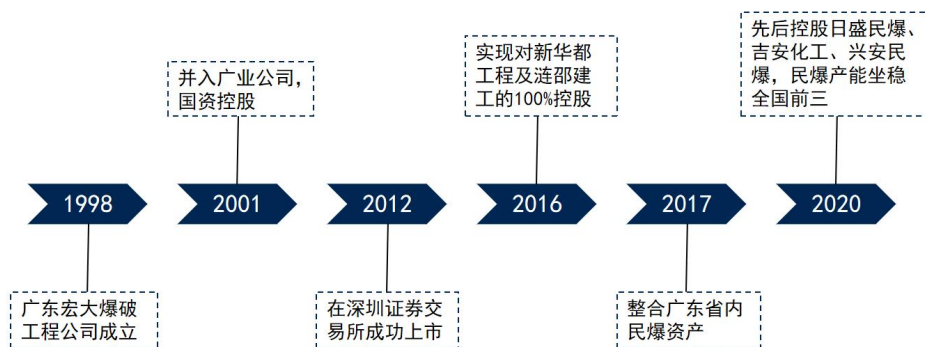 并入广业公司，
国资控股
实现对新华都
工程及涟邵建
工的100%控股
先后控股日盛民爆、
吉安化工、兴安民
爆，民爆产能坐稳
全国前三
1998
2001
2012
2016
2017
2020
广东宏大爆破
工程公司成立
在深圳证券交
易所成功上市
整合广东省内
民爆资产